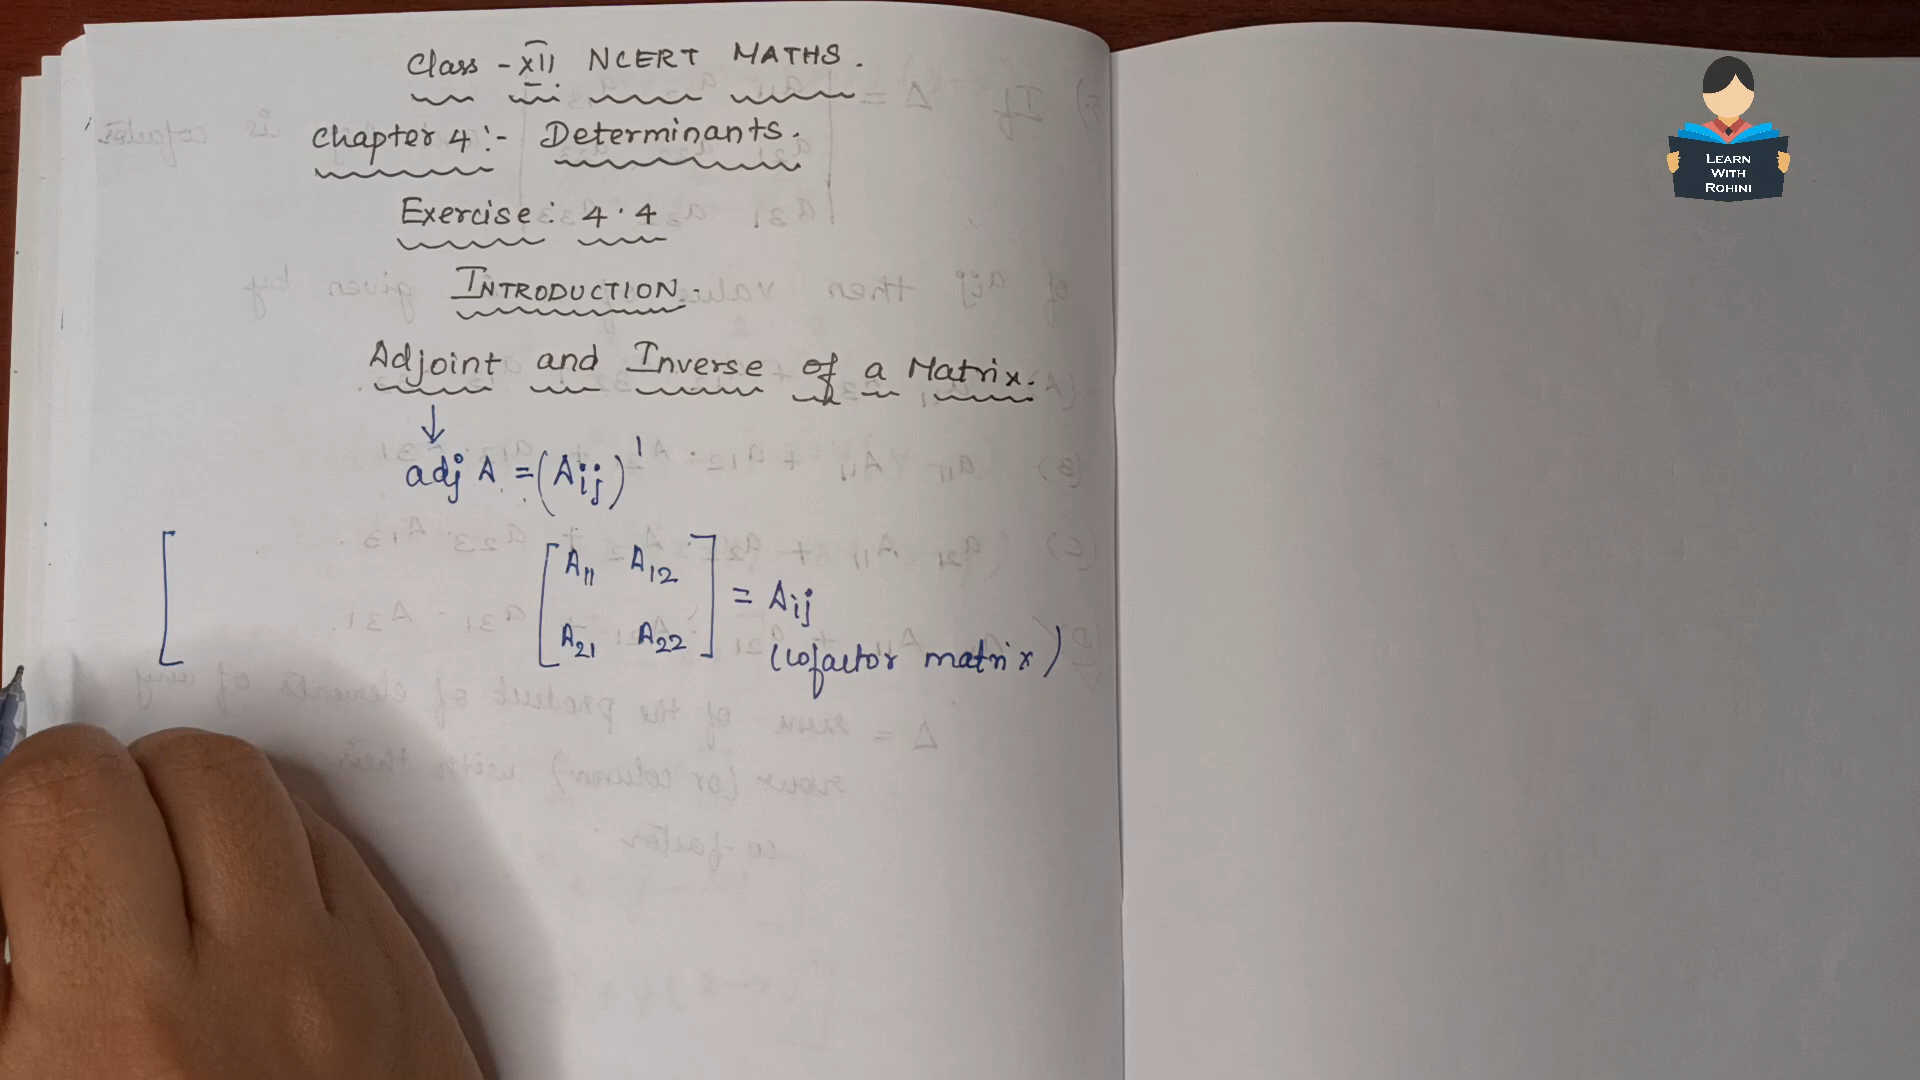 Class - XII NCERT MATHS.
Chapter 4:- Determinants.
Exercise: 4.4
INTRODUCTION.
Adjoint and Inverse of a Matrix.
↓
adj A = (Aij)'
[ [A11 A12
A21 A22] = Aij
(cofactor matrix)
LEARN
WITH
ROHINI